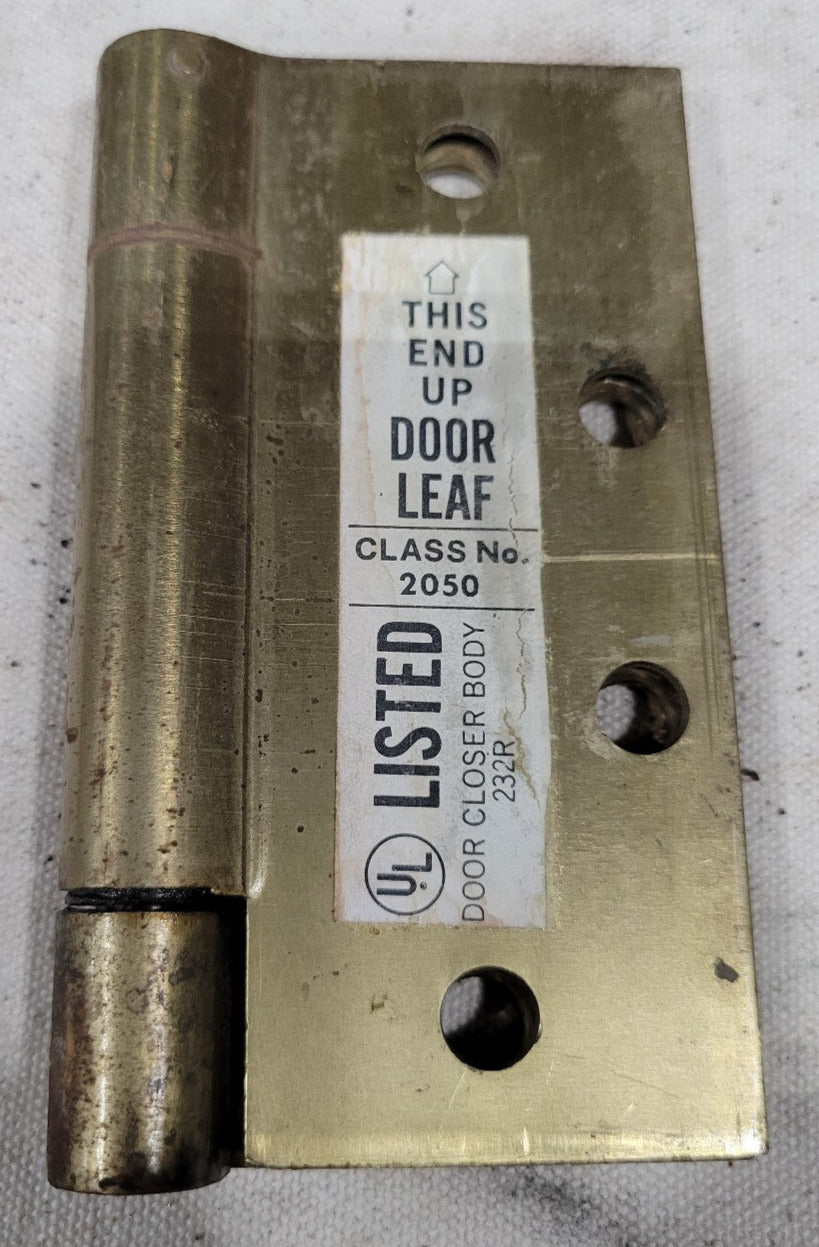 THIS
END
UP
DOOR
LEAF
CLASS No.
2050
UL LISTED
DOOR CLOSER BODY
232R